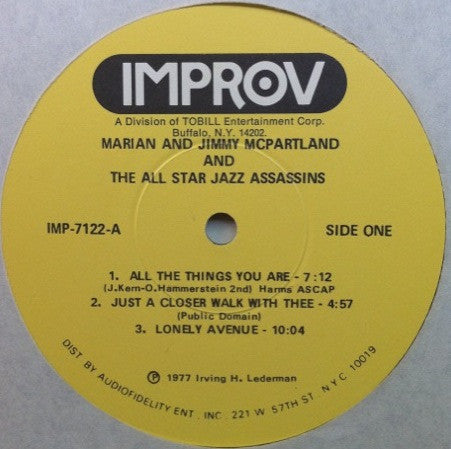 IMPROV
A Division of TOBILL Entertainment Corp.
Buffalo, N.Y. 14202.
MARIAN AND JIMMY MCPARTLAND
AND
THE ALL STAR JAZZ ASSASSINS
IMP-7122-A
SIDE ONE
1. ALL THE THINGS YOU ARE - 7:12
(J.Kern-O.Hammerstein 2nd) Harms ASCAP
2. JUST A CLOSER WALK WITH THEE - 4:57
(Public Domain)
3. LONELY AVENUE - 10:04
℗ 1977 Irving H. Lederman
DIST. BY AUDIOFIDELITY ENT., INC. 221 W. 57TH ST. N.Y.C. 10019